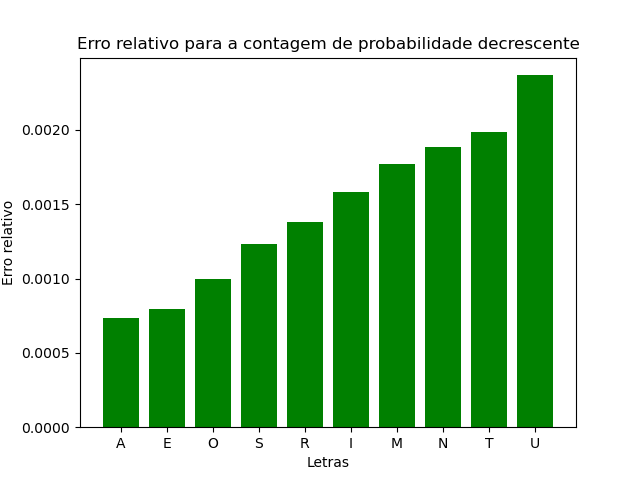 Erro relativo para a contagem de probabilidade decrescente
0.0020
0.0015
0.0010
0.0005
0.0000
Erro relativo
A E O S R I M N T U
Letras